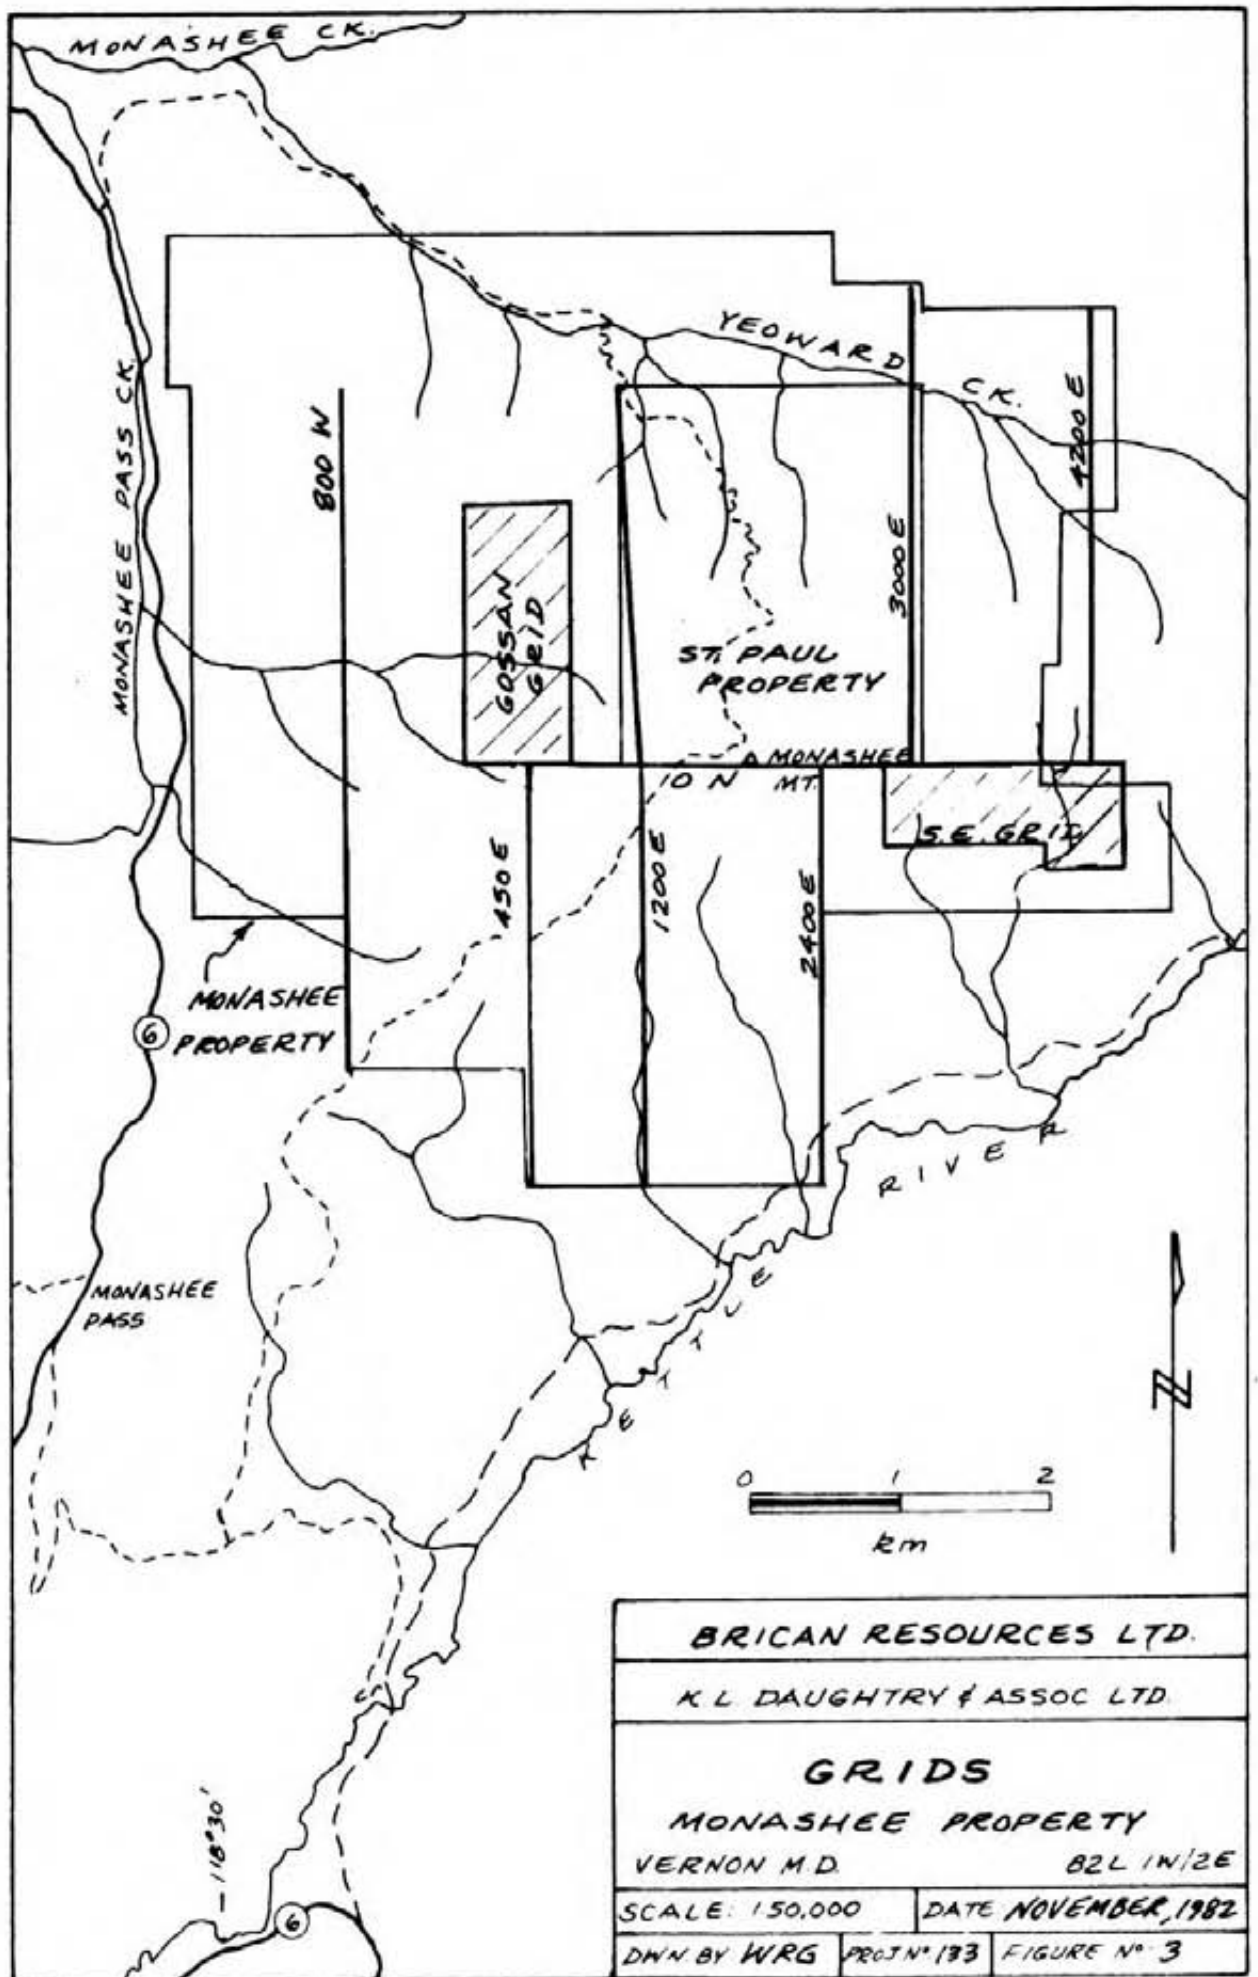 MONASHEE CK.
YEOWARD
CK.
MONASHEE PASS CK.
800 W
4200 E
3000 E
GOSSAN
GRID
ST. PAUL
PROPERTY
MONASHEE
10 N MT.
S.E. GRID
450 E
1200 E
2400 E
MONASHEE
PROPERTY
6
KETTLE RIVER
MONASHEE
PASS
N
0 1 2
km
118°30'
6
BRICAN RESOURCES LTD.
K.L. DAUGHTRY & ASSOC LTD.
GRIDS
MONASHEE PROPERTY
VERNON M.D. 82L 1W/2E
SCALE: 1:50,000 DATE NOVEMBER, 1982
DWN. BY WRG PROJ Nº 133 FIGURE Nº 3